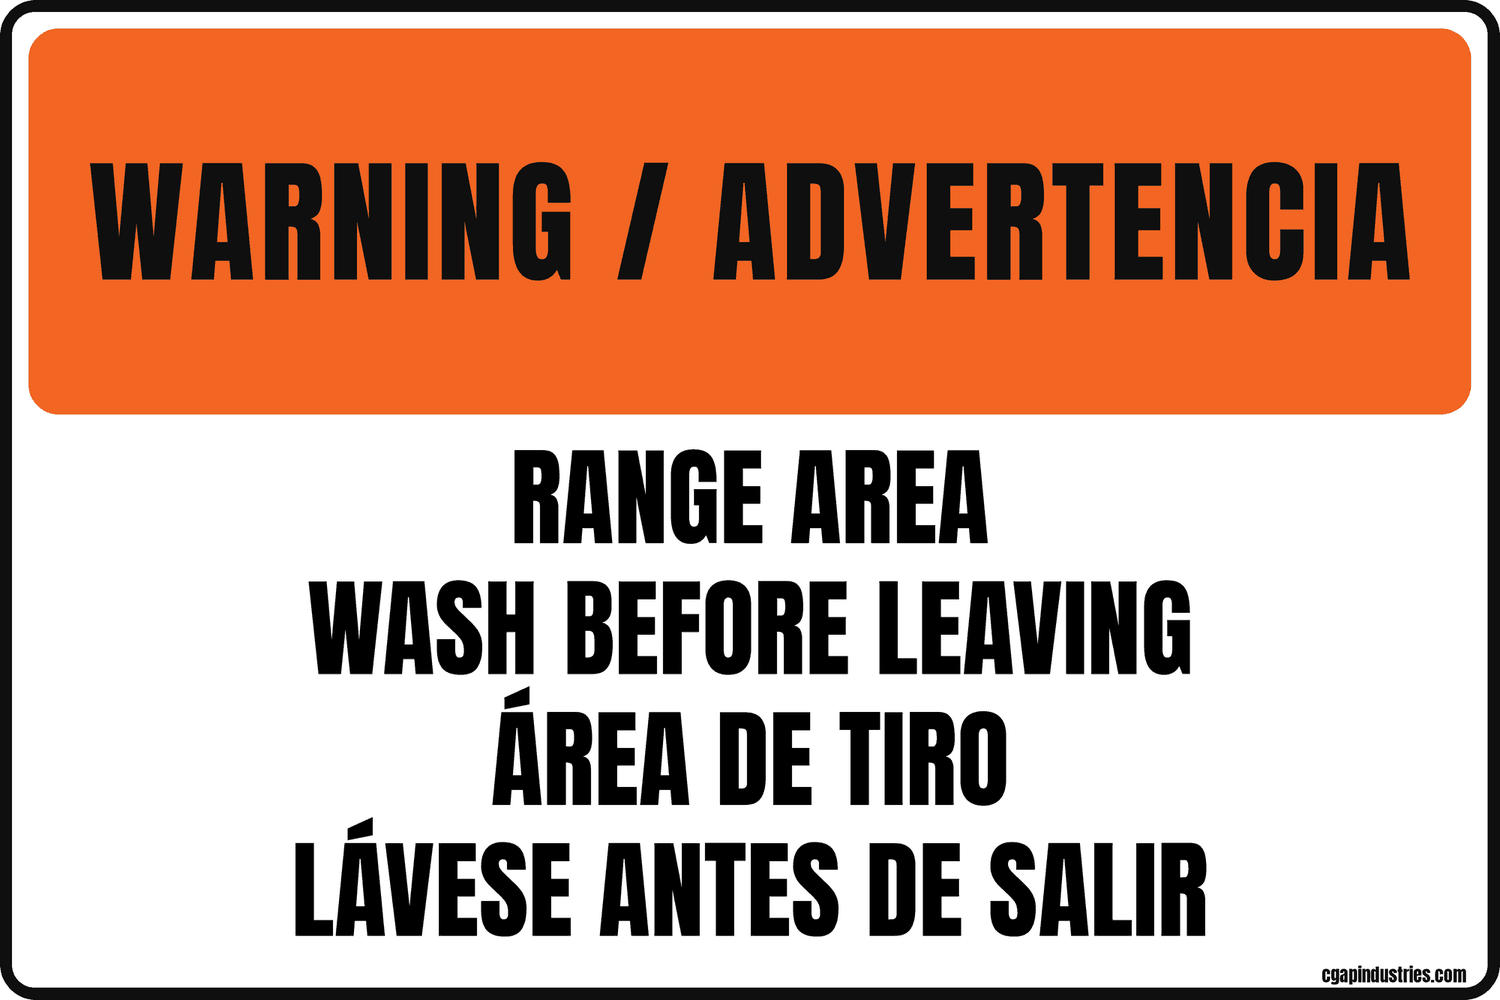 WARNING / ADVERTENCIA
RANGE AREA
WASH BEFORE LEAVING
ÁREA DE TIRO
LÁVESE ANTES DE SALIR
cgapindustries.com